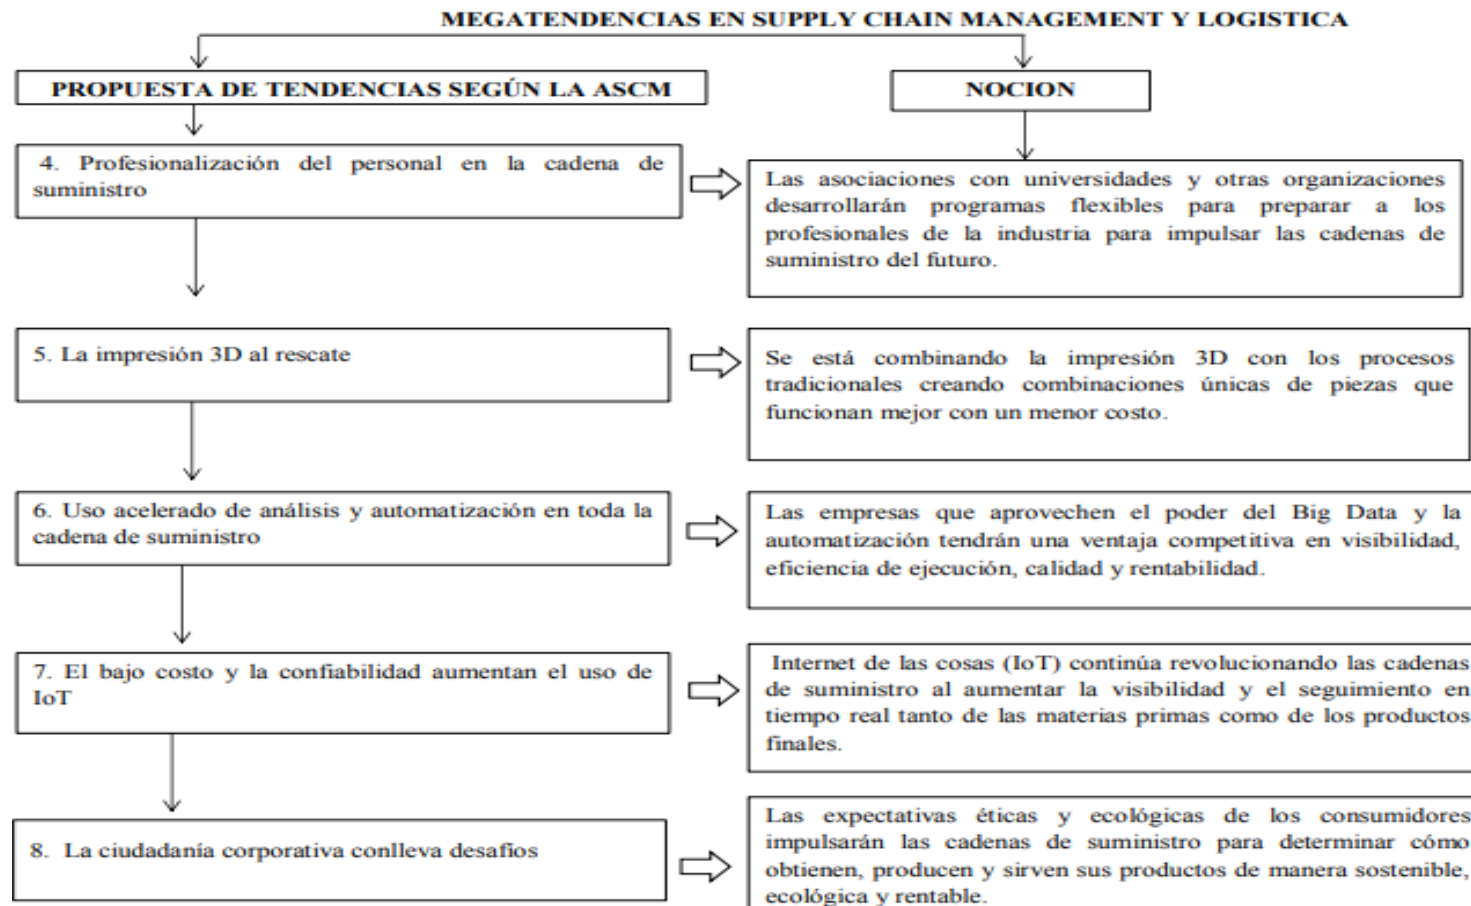 MEGATENDENCIAS EN SUPPLY CHAIN MANAGEMENT Y LOGISTICA
PROPUESTA DE TENDENCIAS SEGÚN LA ASCM
NOCION
4. Profesionalización del personal en la cadena de
suministro
Las asociaciones con universidades y otras organizaciones
desarrollarán programas flexibles para preparar a los
profesionales de la industria para impulsar las cadenas de
suministro del futuro.
5. La impresión 3D al rescate
Se está combinando la impresión 3D con los procesos
tradicionales creando combinaciones únicas de piezas que
funcionan mejor con un menor costo.
6. Uso acelerado de análisis y automatización en toda la
cadena de suministro
Las empresas que aprovechen el poder del Big Data y la
automatización tendrán una ventaja competitiva en visibilidad,
eficiencia de ejecución, calidad y rentabilidad.
7. El bajo costo y la confiabilidad aumentan el uso de
IoT
Internet de las cosas (IoT) continúa revolucionando las cadenas
de suministro al aumentar la visibilidad y el seguimiento en
tiempo real tanto de las materias primas como de los productos
finales.
8. La ciudadanía corporativa conlleva desafíos
Las expectativas éticas y ecológicas de los consumidores
impulsarán las cadenas de suministro para determinar cómo
obtienen, producen y sirven sus productos de manera sostenible,
ecológica y rentable.